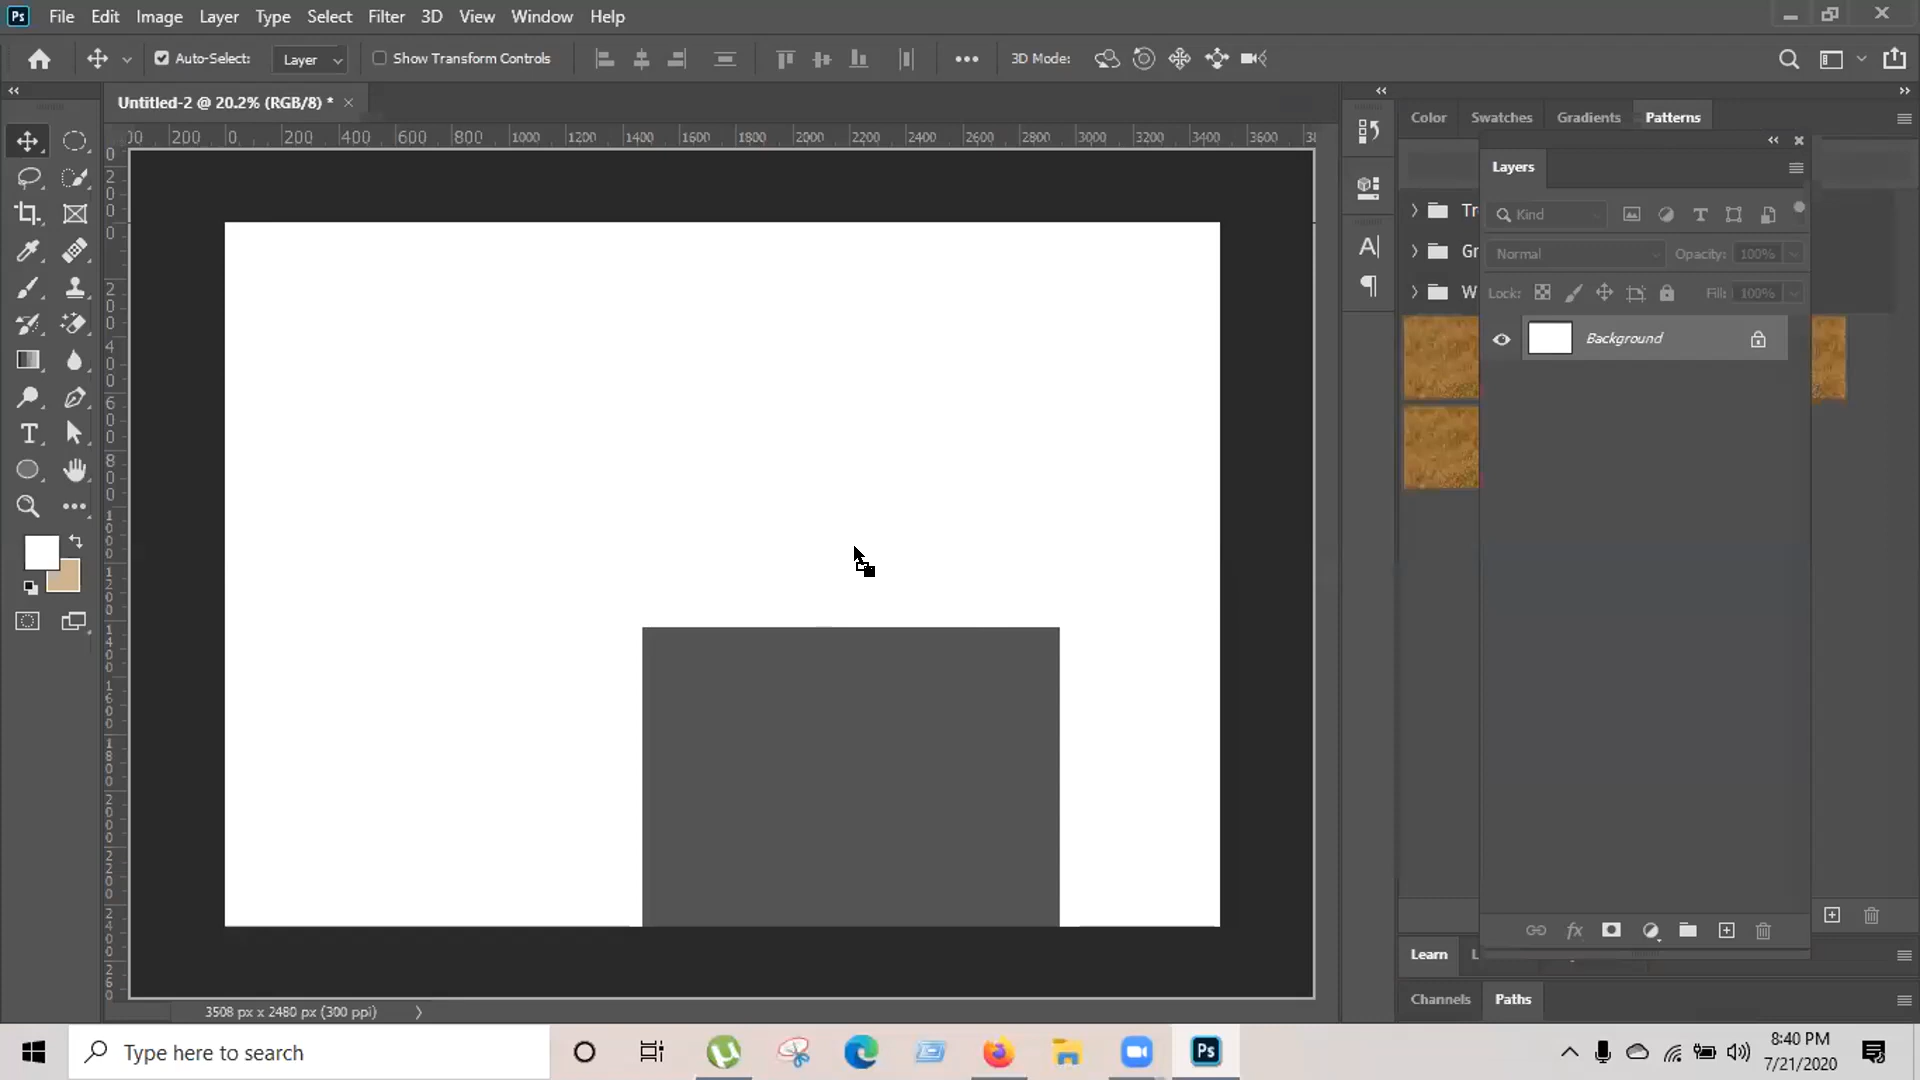 Ps File Edit Image Layer Type Select Filter 3D View Window Help
Auto-Select: Layer Show Transform Controls 3D Mode:
Untitled-2 @ 20.2% (RGB/8) *
Color Swatches Gradients Patterns
200 0 200 400 600 800 1000 1200 1400 1600 1800 2000 2200 2400 2600 2800 3000 3200 3400 3600
Layers
Kind
Normal Opacity: 100%
Lock: Fill: 100%
Background
Tr
Gr
W
Learn
Channels Paths
3508 px x 2480 px (300 ppi)
Type here to search
Ps
8:40 PM
7/21/2020